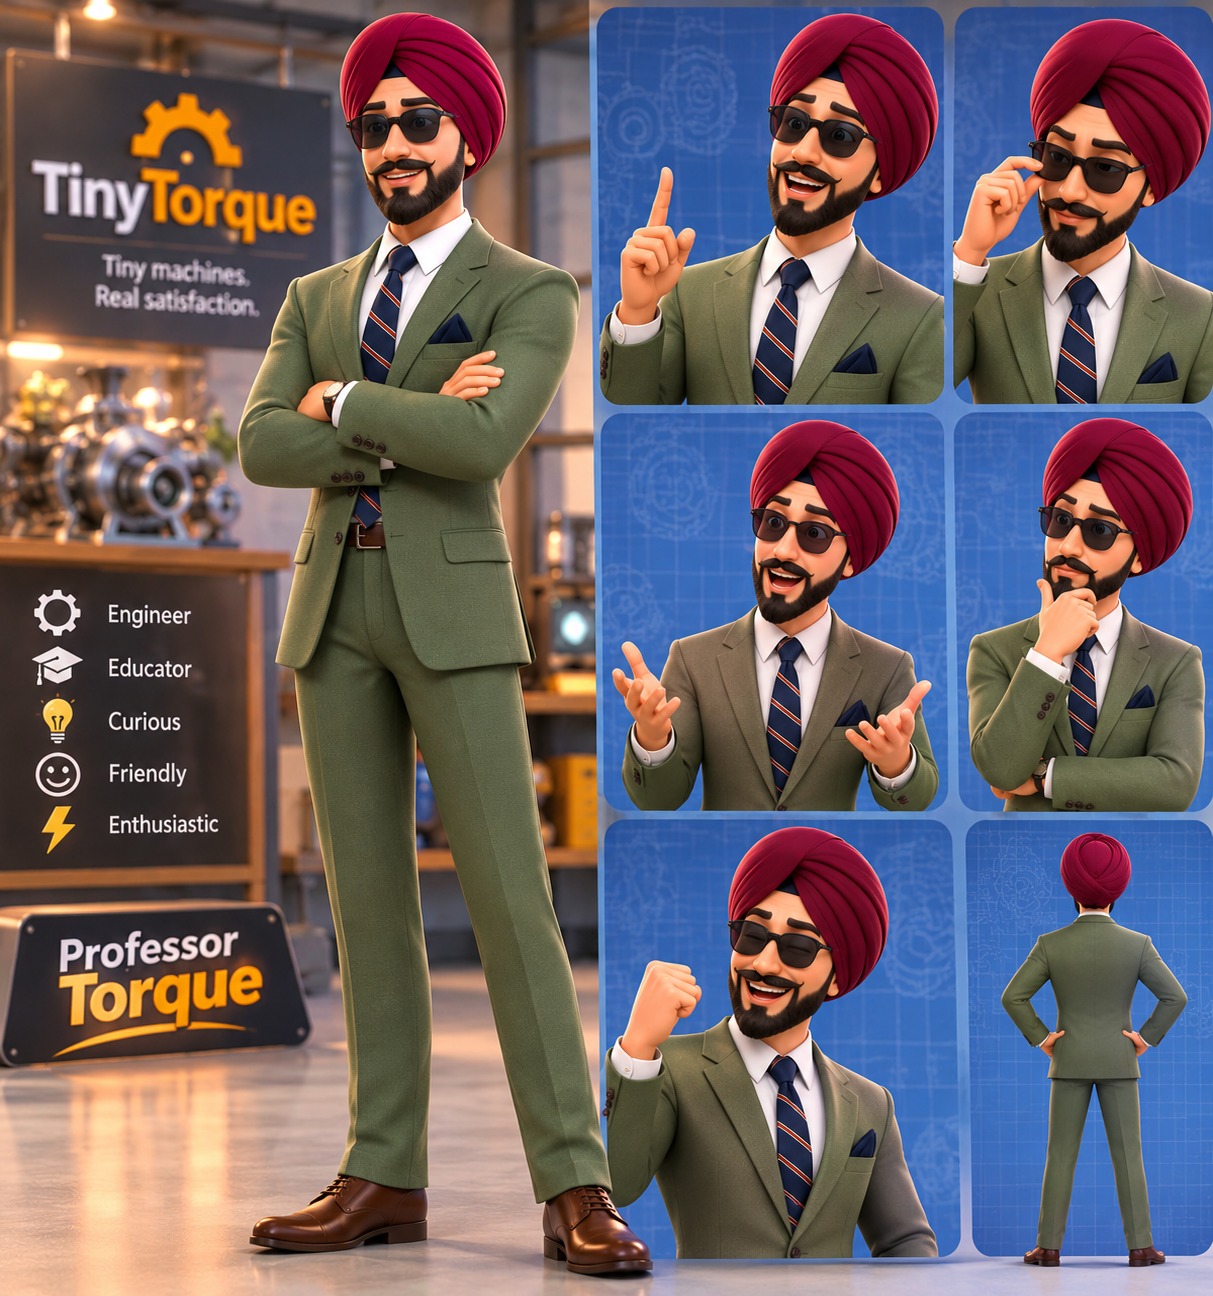 TinyTorque
Tiny machines.
Real satisfaction.
Engineer
Educator
Curious
Friendly
Enthusiastic
Professor
Torque